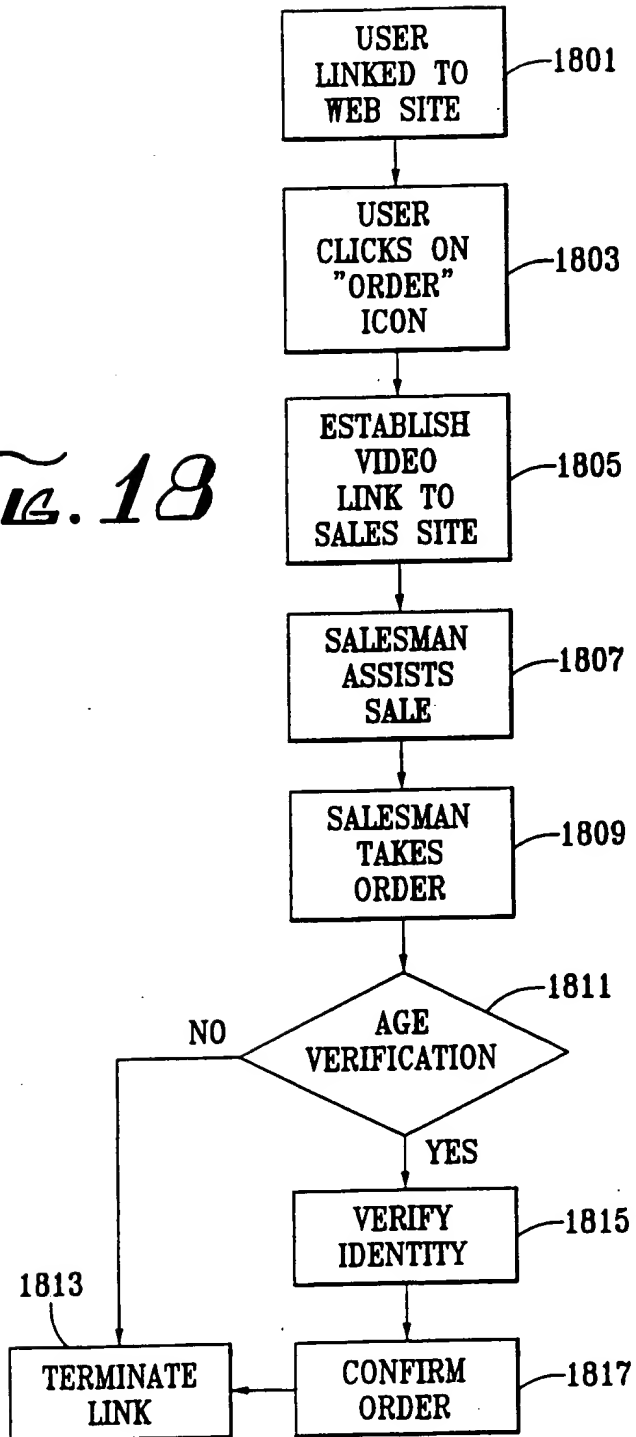 USER
LINKED TO
WEB SITE
1801
USER
CLICKS ON
"ORDER"
ICON
1803
ESTABLISH
VIDEO
LINK TO
SALES SITE
1805
FIG. 18
SALESMAN
ASSISTS
SALE
1807
SALESMAN
TAKES
ORDER
1809
1811
AGE
VERIFICATION
NO
YES
VERIFY
IDENTITY
1815
1813
TERMINATE
LINK
CONFIRM
ORDER
1817